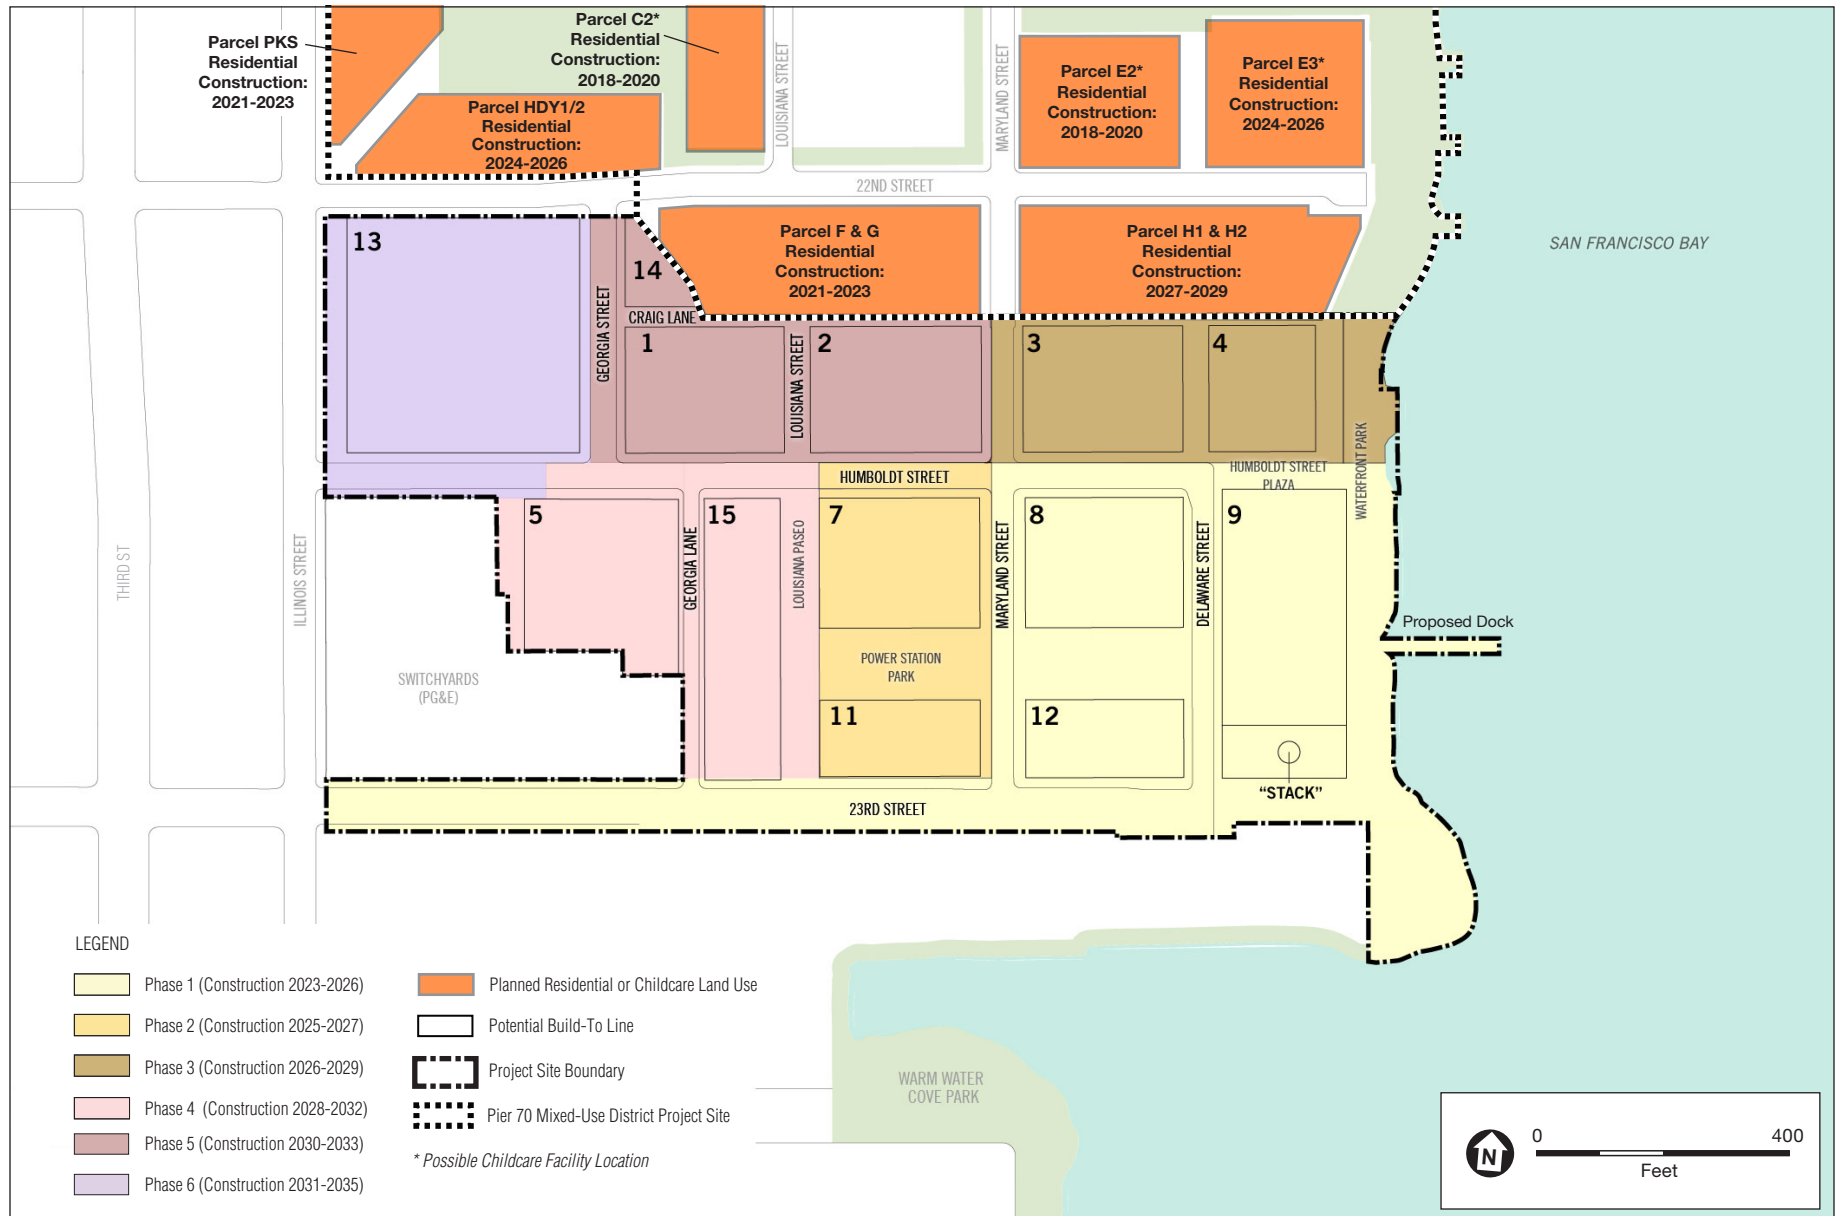 Parcel PKS
Residential
Construction:
2021-2023
Parcel C2*
Residential
Construction:
2018-2020
Parcel HDY1/2
Residential
Construction:
2024-2026
LOUISIANA STREET
MARYLAND STREET
Parcel E2*
Residential
Construction:
2018-2020
Parcel E3*
Residential
Construction:
2024-2026
22ND STREET
SAN FRANCISCO BAY
Parcel F & G
Residential
Construction:
2021-2023
Parcel H1 & H2
Residential
Construction:
2027-2029
13
14
GEORGIA STREET
CRAIG LANE
1
LOUISIANA STREET
2
3
4
WATERFRONT PARK
HUMBOLDT STREET
HUMBOLDT STREET
PLAZA
THIRD ST
ILLINOIS STREET
5
GEORGIA LANE
15
LOUISIANA PASEO
7
MARYLAND STREET
8
DELAWARE STREET
9
Proposed Dock
SWITCHYARDS
(PG&E)
POWER STATION
PARK
11
12
"STACK"
23RD STREET
LEGEND
Phase 1 (Construction 2023-2026)
Phase 2 (Construction 2025-2027)
Phase 3 (Construction 2026-2029)
Phase 4 (Construction 2028-2032)
Phase 5 (Construction 2030-2033)
Phase 6 (Construction 2031-2035)
Planned Residential or Childcare Land Use
Potential Build-To Line
Project Site Boundary
Pier 70 Mixed-Use District Project Site
* Possible Childcare Facility Location
WARM WATER
COVE PARK
N
0 400
Feet